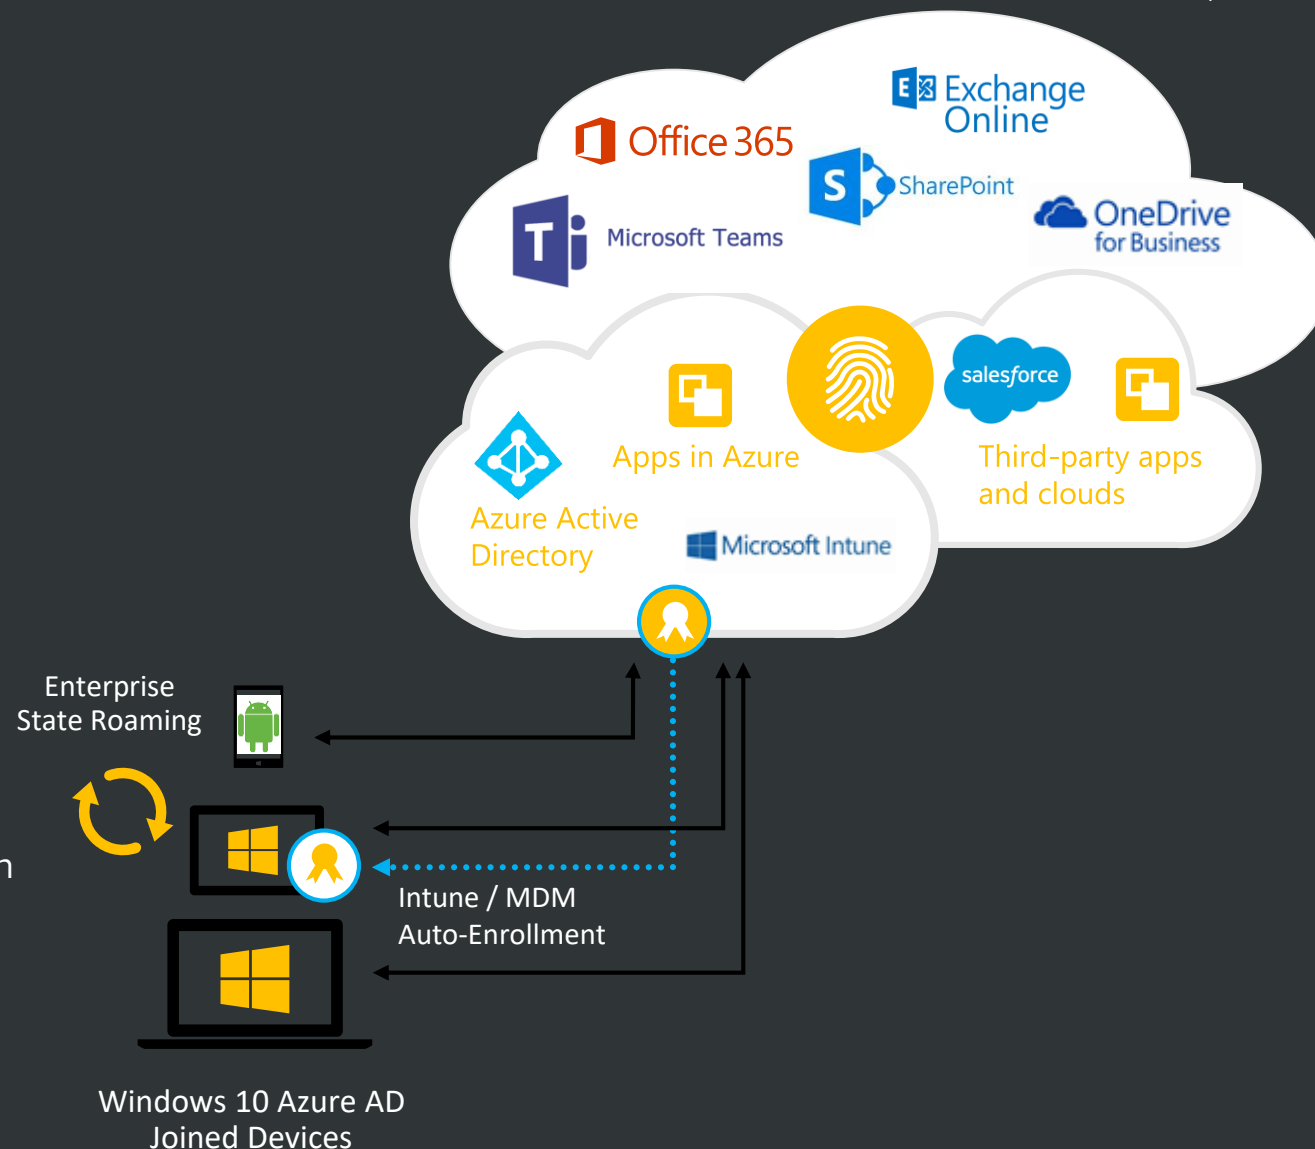 Exchange
Online
Office 365
SharePoint
OneDrive
for Business
Microsoft Teams
salesforce
Apps in Azure
Third-party apps
and clouds
Azure Active
Directory
Microsoft Intune
Enterprise
State Roaming
Intune / MDM
Auto-Enrollment
Windows 10 Azure AD
Joined Devices